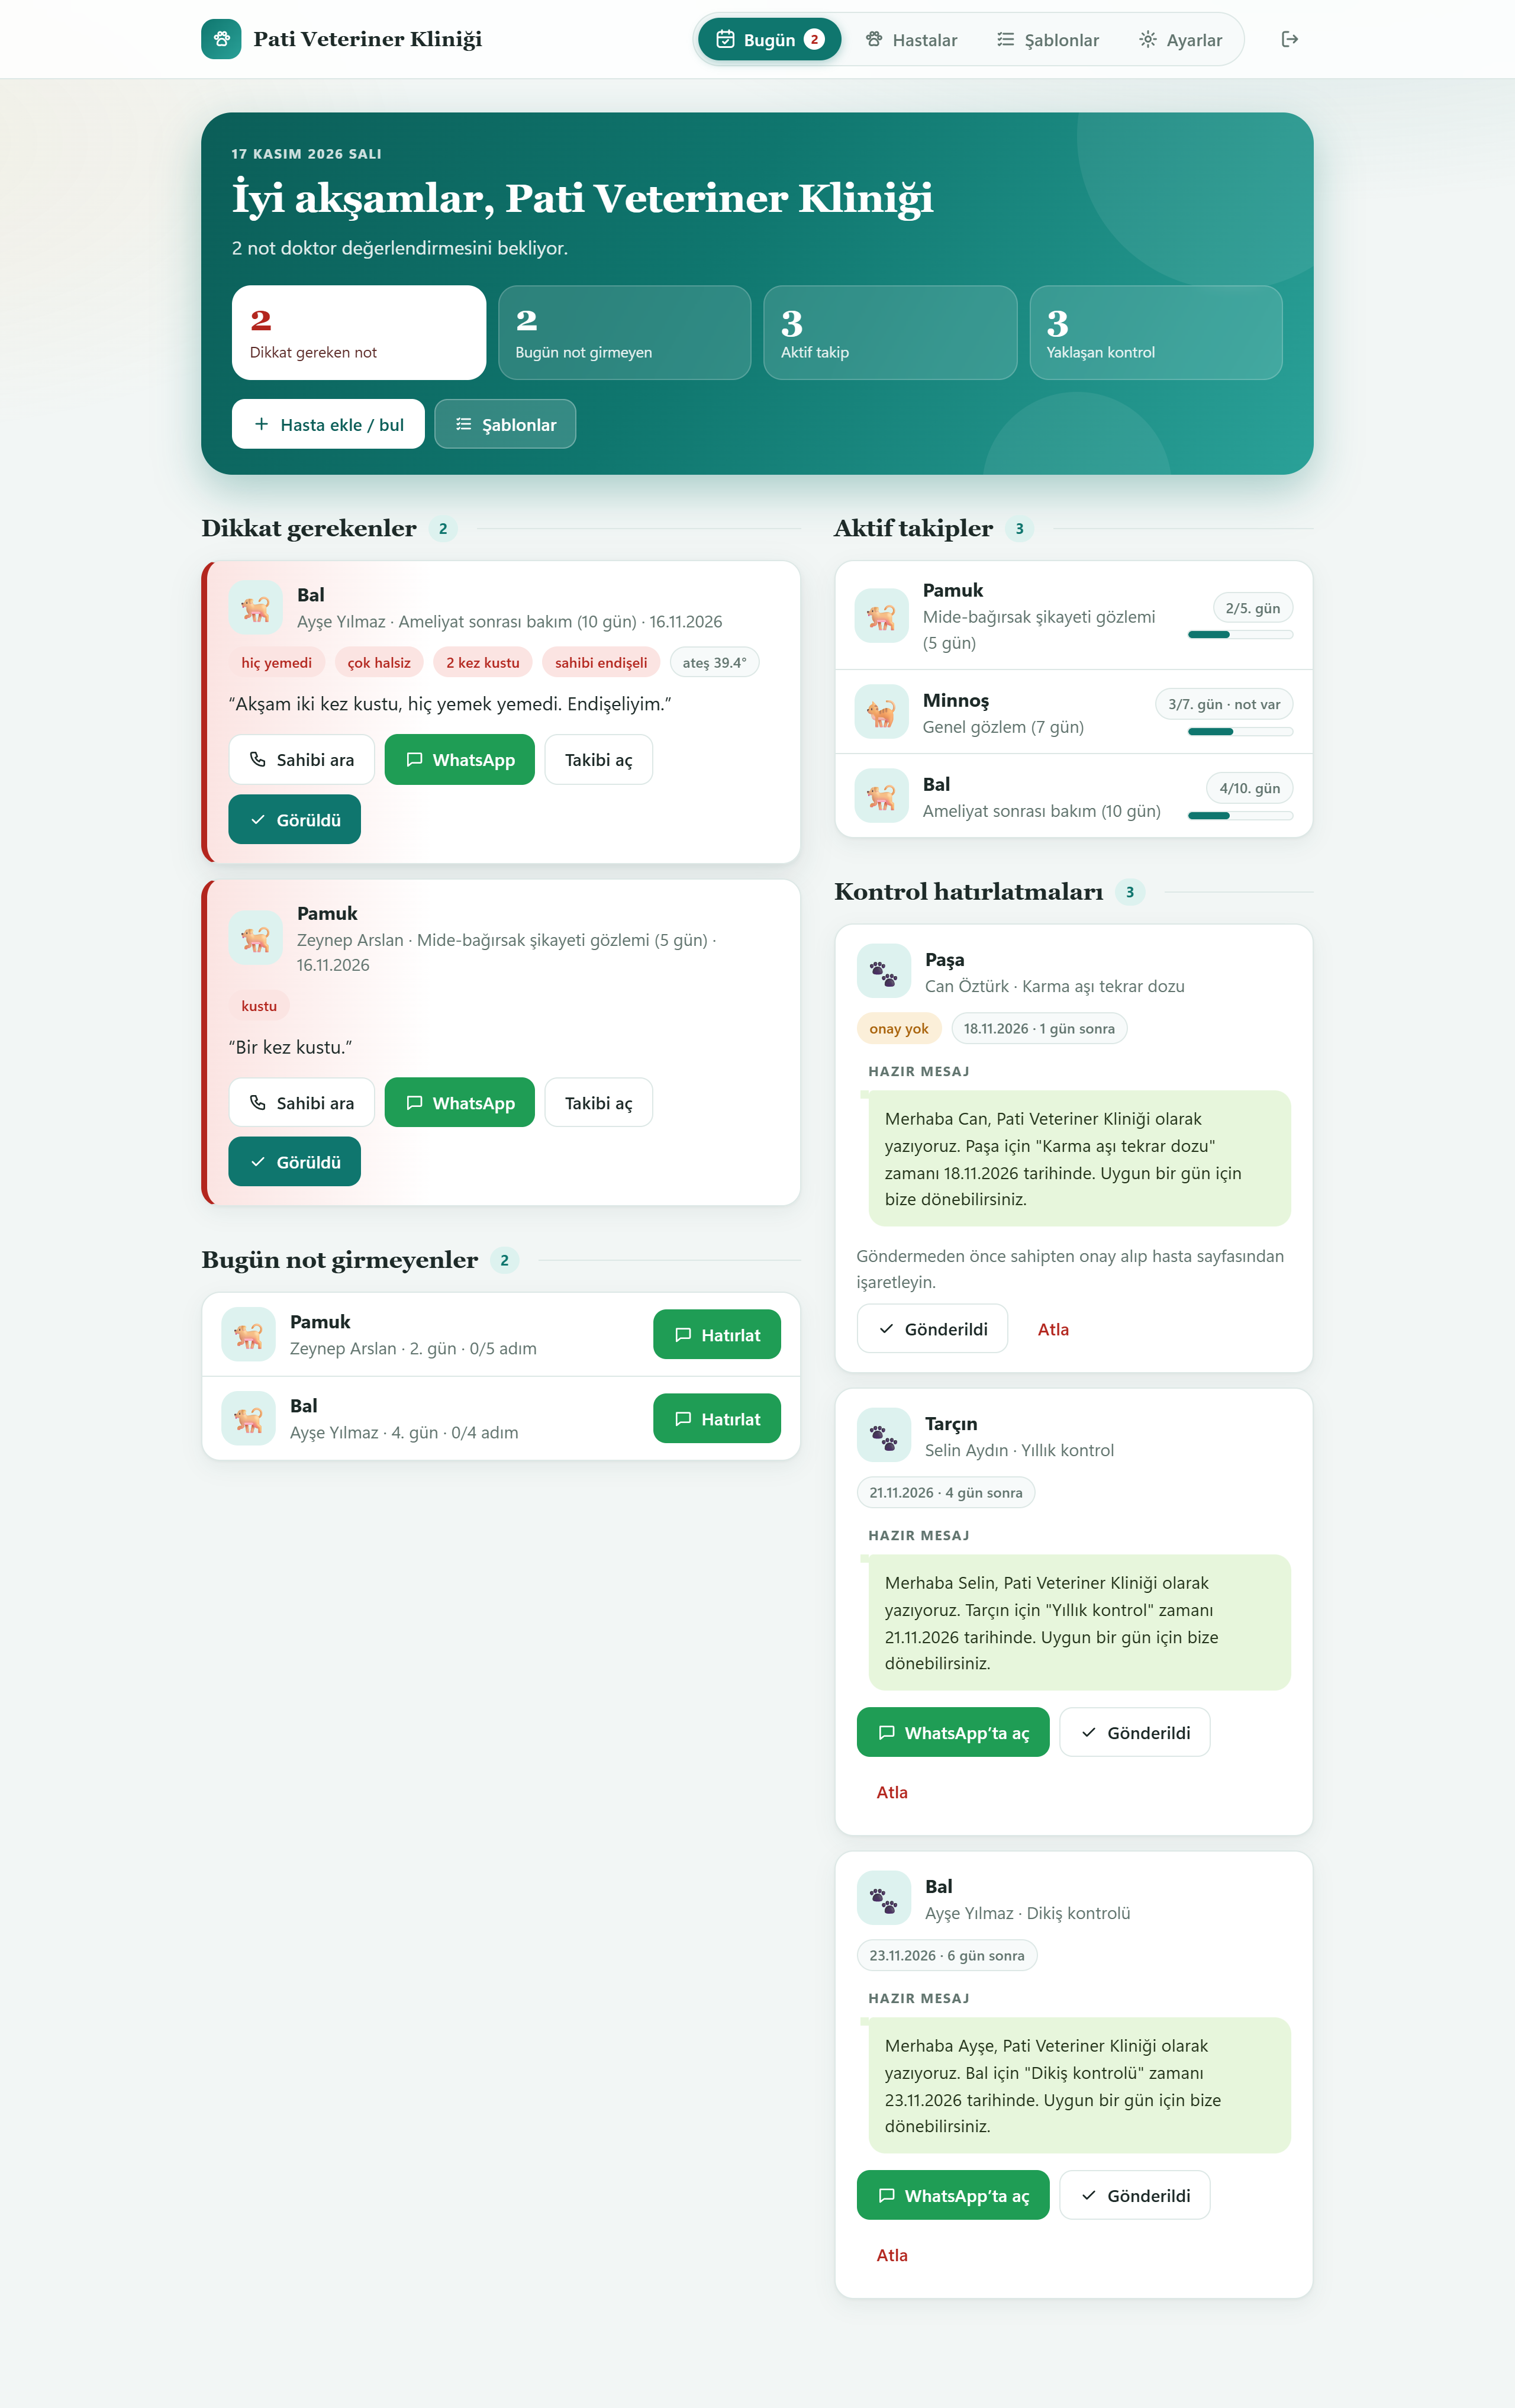 Pati Veteriner Kliniği
Bugün 2
Hastalar
Şablonlar
Ayarlar
17 KASIM 2026 SALI
İyi akşamlar, Pati Veteriner Kliniği
2 not doktor değerlendirmesini bekliyor.
2
Dikkat gereken not
2
Bugün not girmeyen
3
Aktif takip
3
Yaklaşan kontrol
Hasta ekle / bul
Şablonlar
Dikkat gerekenler 2
Bal
Ayşe Yılmaz · Ameliyat sonrası bakım (10 gün) · 16.11.2026
hiç yemedi
çok halsiz
2 kez kustu
sahibi endişeli
ateş 39.4°
“Akşam iki kez kustu, hiç yemek yemedi. Endişeliyim.”
Sahibi ara
WhatsApp
Takibi aç
Görüldü
Pamuk
Zeynep Arslan · Mide-bağırsak şikayeti gözlemi (5 gün) ·
16.11.2026
kustu
“Bir kez kustu.”
Sahibi ara
WhatsApp
Takibi aç
Görüldü
Bugün not girmeyenler 2
Pamuk
Zeynep Arslan · 2. gün · 0/5 adım
Hatırlat
Bal
Ayşe Yılmaz · 4. gün · 0/4 adım
Hatırlat
Aktif takipler 3
Pamuk
Mide-bağırsak şikayeti gözlemi
(5 gün)
2/5. gün
Minnoş
Genel gözlem (7 gün)
3/7. gün · not var
Bal
Ameliyat sonrası bakım (10 gün)
4/10. gün
Kontrol hatırlatmaları 3
Paşa
Can Öztürk · Karma aşı tekrar dozu
onay yok
18.11.2026 · 1 gün sonra
HAZIR MESAJ
Merhaba Can, Pati Veteriner Kliniği olarak
yazıyoruz. Paşa için "Karma aşı tekrar dozu"
zamanı 18.11.2026 tarihinde. Uygun bir gün için
bize dönebilirsiniz.
Göndermeden önce sahipten onay alıp hasta sayfasından
işaretleyin.
Gönderildi
Atla
Tarçın
Selin Aydın · Yıllık kontrol
21.11.2026 · 4 gün sonra
HAZIR MESAJ
Merhaba Selin, Pati Veteriner Kliniği olarak
yazıyoruz. Tarçın için "Yıllık kontrol" zamanı
21.11.2026 tarihinde. Uygun bir gün için bize
dönebilirsiniz.
WhatsApp’ta aç
Gönderildi
Atla
Bal
Ayşe Yılmaz · Dikiş kontrolü
23.11.2026 · 6 gün sonra
HAZIR MESAJ
Merhaba Ayşe, Pati Veteriner Kliniği olarak
yazıyoruz. Bal için "Dikiş kontrolü" zamanı
23.11.2026 tarihinde. Uygun bir gün için bize
dönebilirsiniz.
WhatsApp’ta aç
Gönderildi
Atla